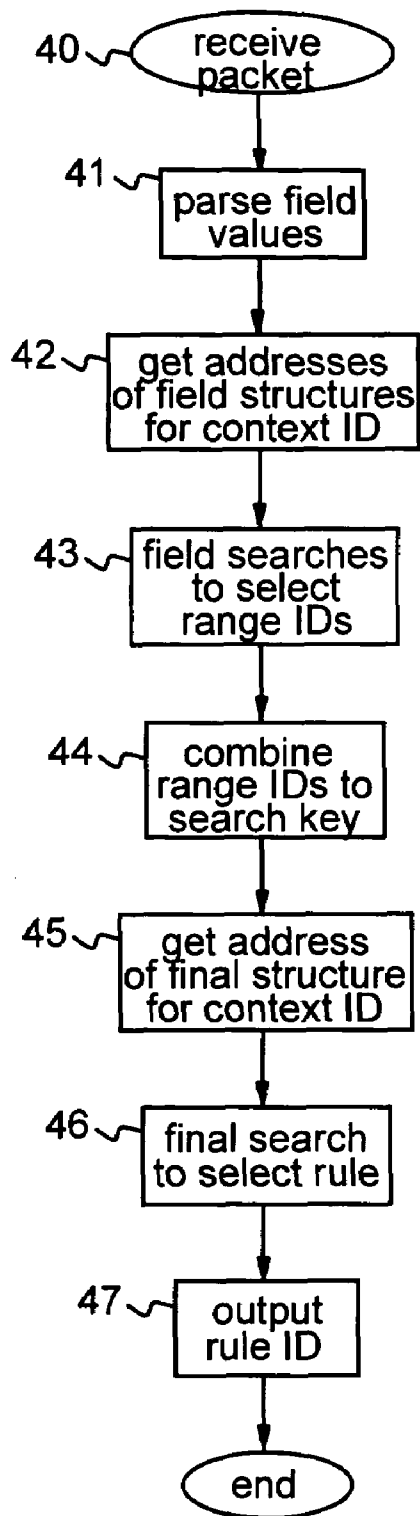 40
receive
packet
41
parse field
values
42
get addresses
of field structures
for context ID
43
field searches
to select
range IDs
44
combine
range IDs to
search key
45
get address
of final structure
for context ID
46
final search
to select rule
47
output
rule ID
end